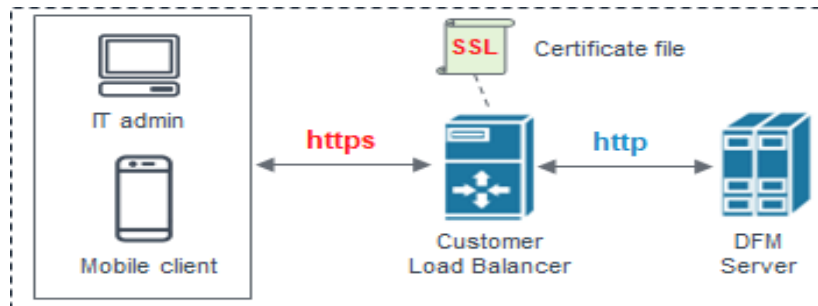 SSL
Certificate file
IT admin
https
http
Mobile client
Customer
Load Balancer
DFM
Server